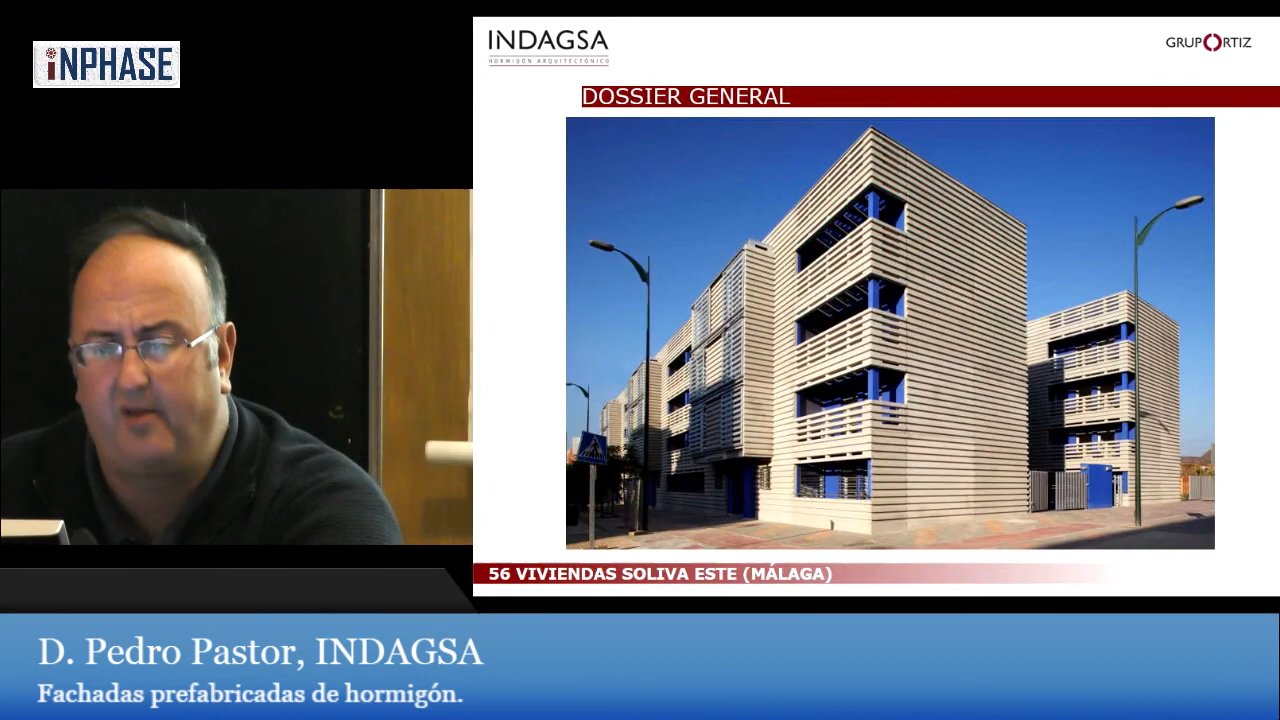 iNPHASE
INDAGSA
HORMIGÓN ARQUITECTÓNICO
GRUPORTIZ
DOSSIER GENERAL
56 VIVIENDAS SOLIVA ESTE (MÁLAGA)
D. Pedro Pastor, INDAGSA
Fachadas prefabricadas de hormigón.